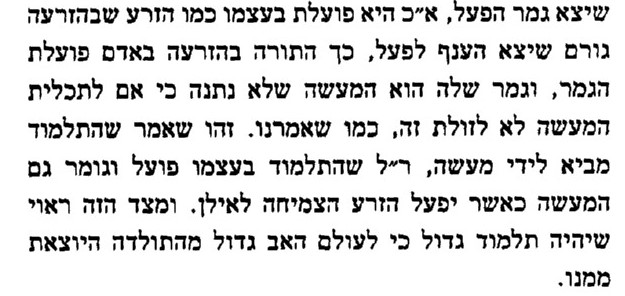 שיצא גמר הפעל, א״כ היא פועלת בעצמו כמו הזרע שבהזרעה
גורם שיצא הענף לפעל, כך התורה בהזרעה באדם פועלת
הגמר, וגמר שלה הוא המעשה שלא נתנה כי אם לתכלית
המעשה לא לזולת זה, כמו שאמרנו. זהו שאמר שהתלמוד
מביא לידי מעשה, ר״ל שהתלמוד בעצמו פועל וגומר גם
המעשה כאשר יפעל הזרע הצמיחה לאילן. ומצד הזה ראוי
שיהיה תלמוד גדול כי לעולם האב גדול מהתולדה היוצאת
ממנו.